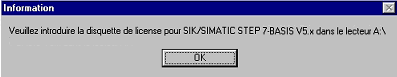 Information
Veuillez introduire la disquette de license pour SIK/SIMATIC STEP 7-BASIS V5.x dans le lecteur A:\
OK